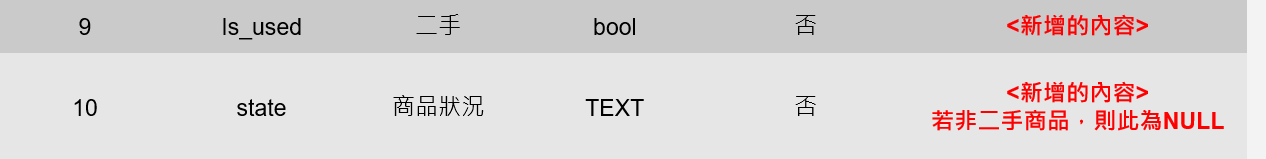 9 Is_used 二手 bool 否 <新增的內容>
<新增的內容>
10 state 商品狀況 TEXT 否
若非二手商品，則此為NULL